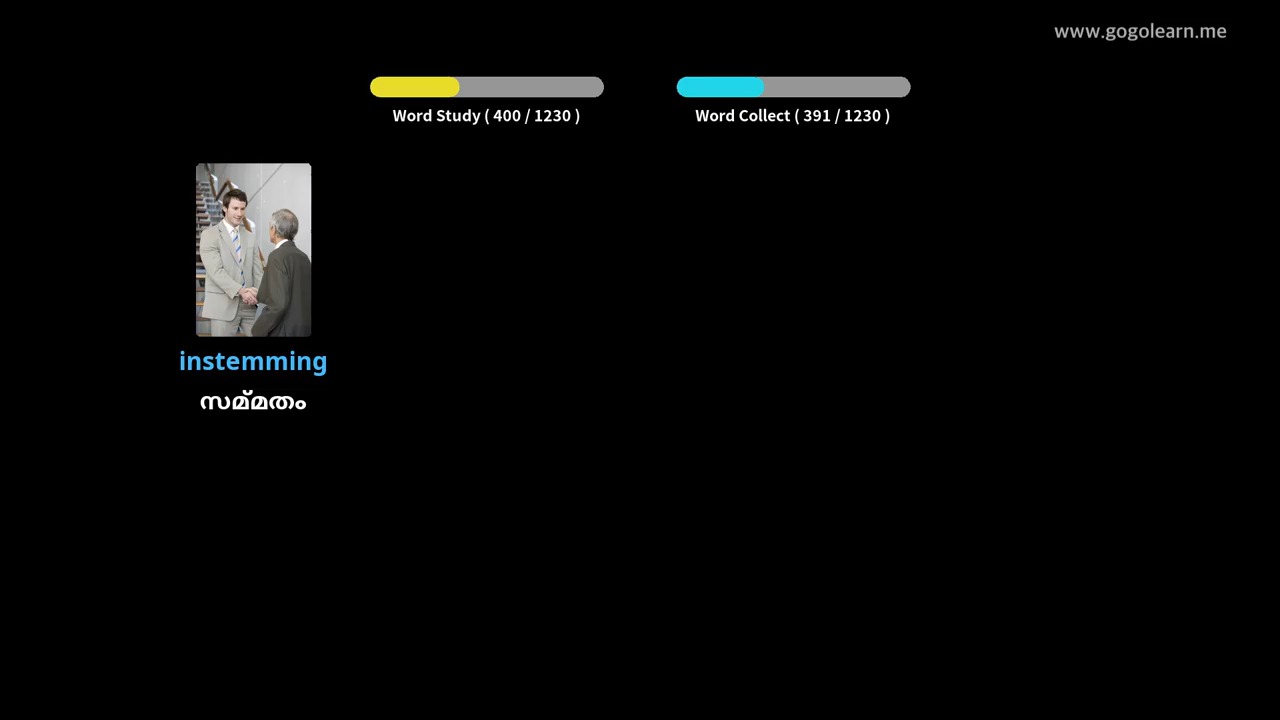 www.gogolearn.me
Word Study ( 400 / 1230 )
Word Collect ( 391 / 1230 )
instemming
സമ്മതം